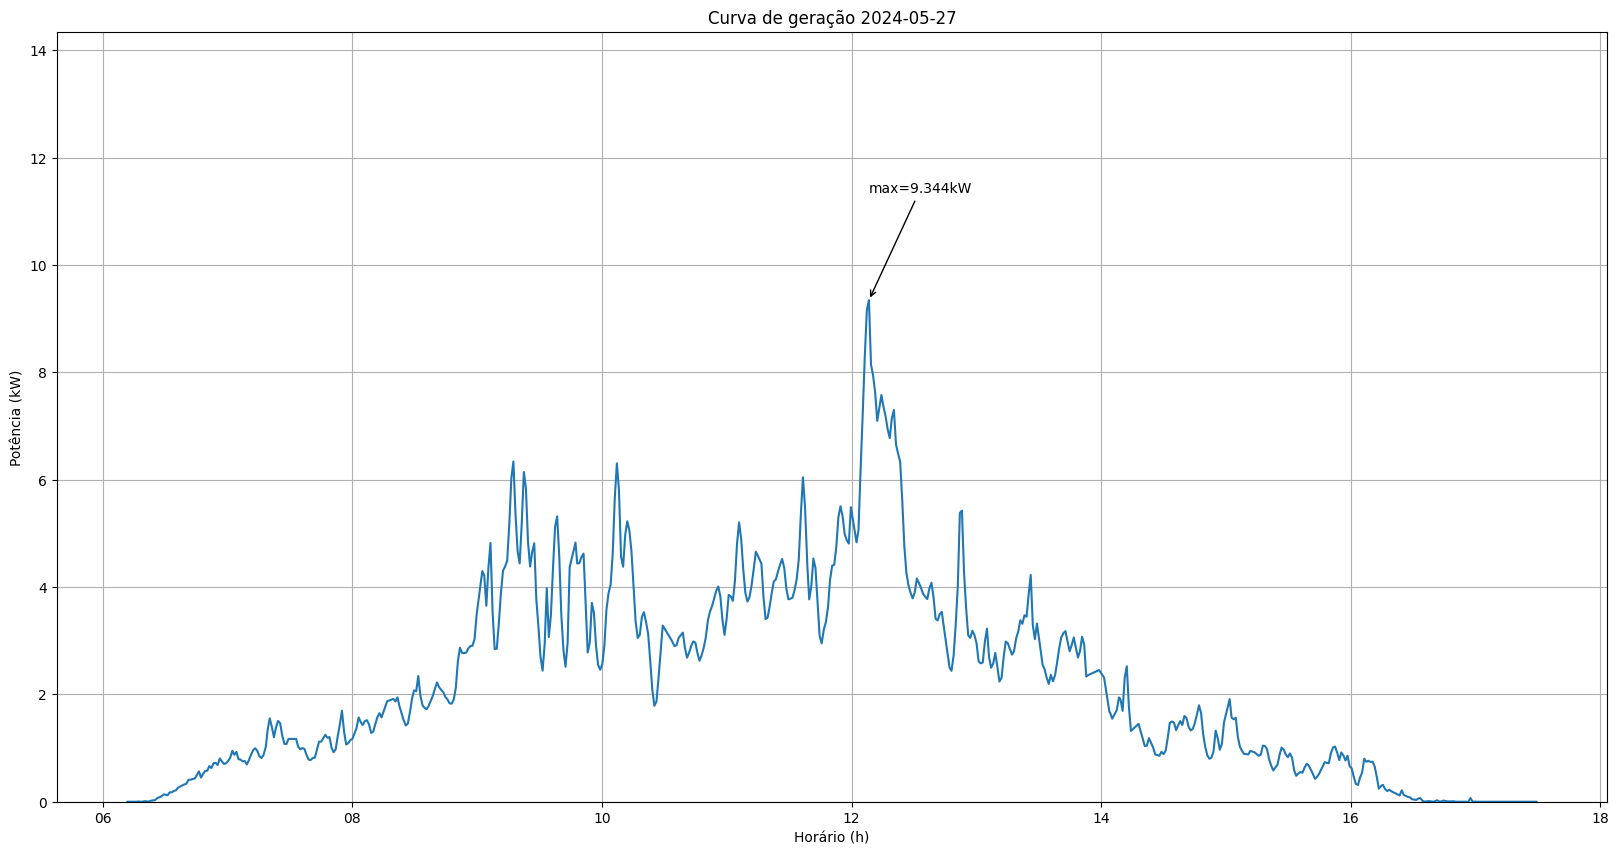 Curva de geração 2024-05-27
14
12
max=9.344kW
10
8
Potência (kW)
6
4
2
0
06 08 10 12 14 16 18
Horário (h)